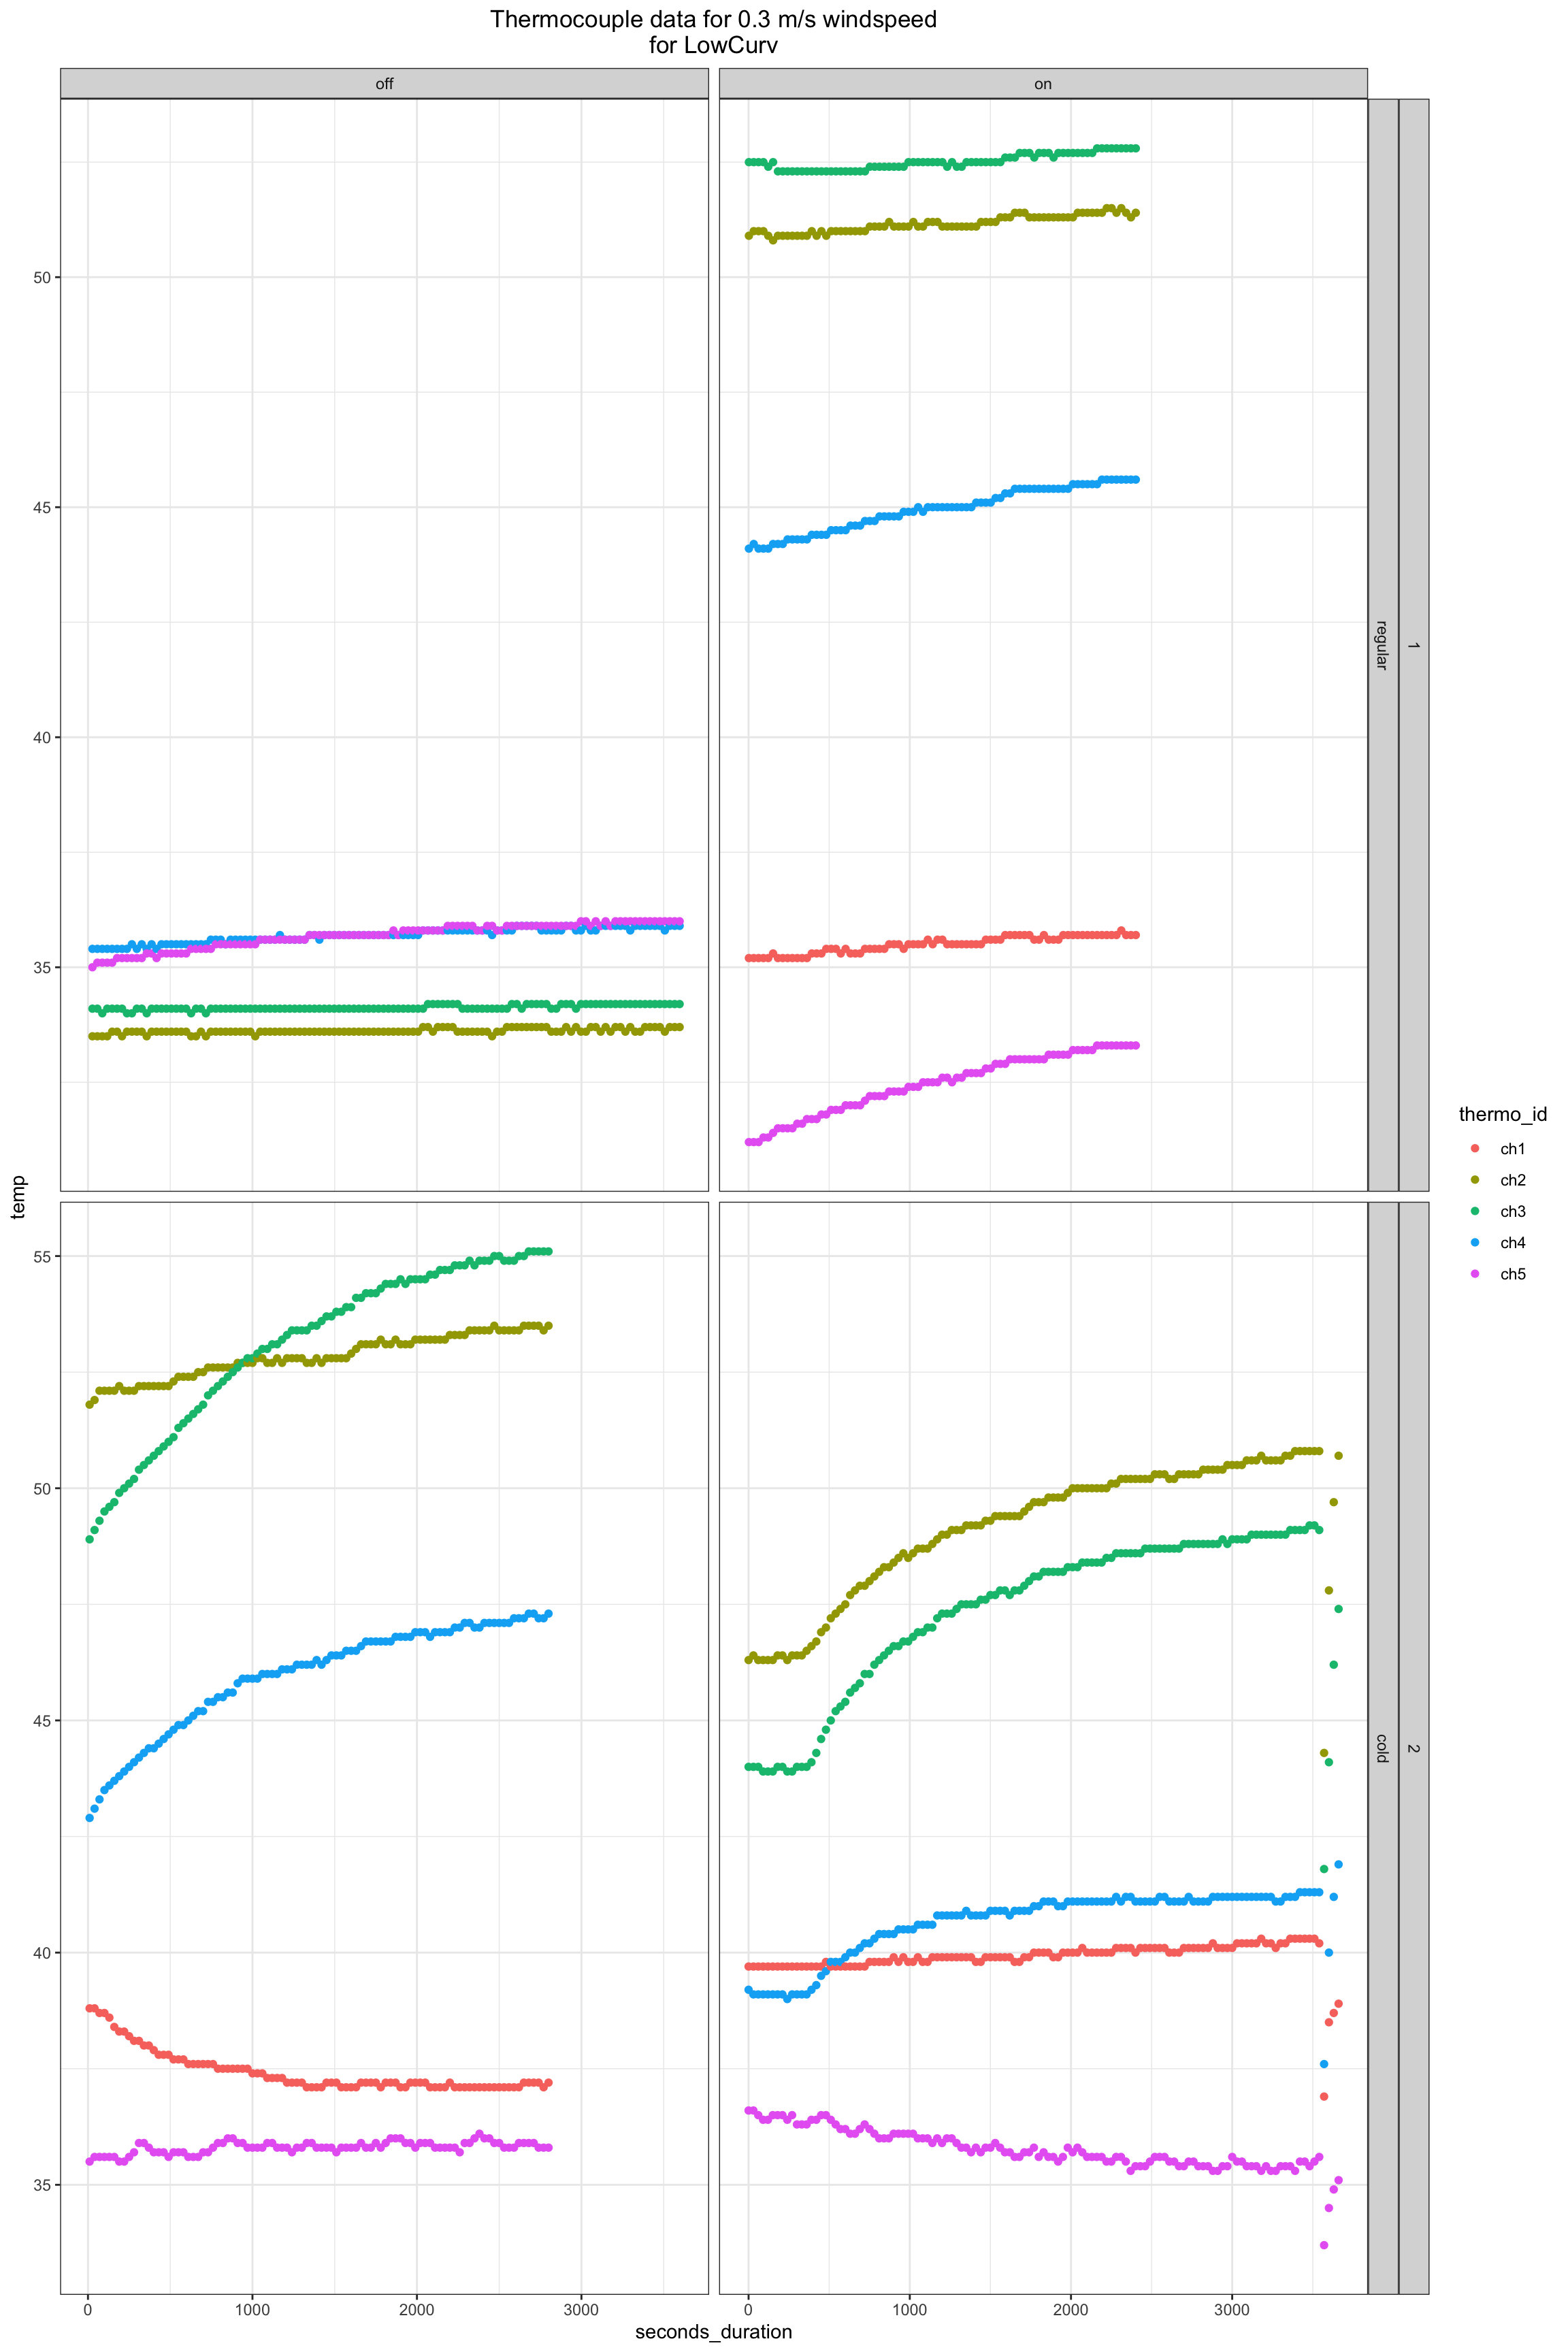 Thermocouple data for 0.3 m/s windspeed
for LowCurv
off
on
50
45
40
35
regular
1
temp
55
50
45
40
35
cold
2
0
1000
2000
3000
0
1000
2000
3000
seconds_duration
thermo_id
ch1
ch2
ch3
ch4
ch5